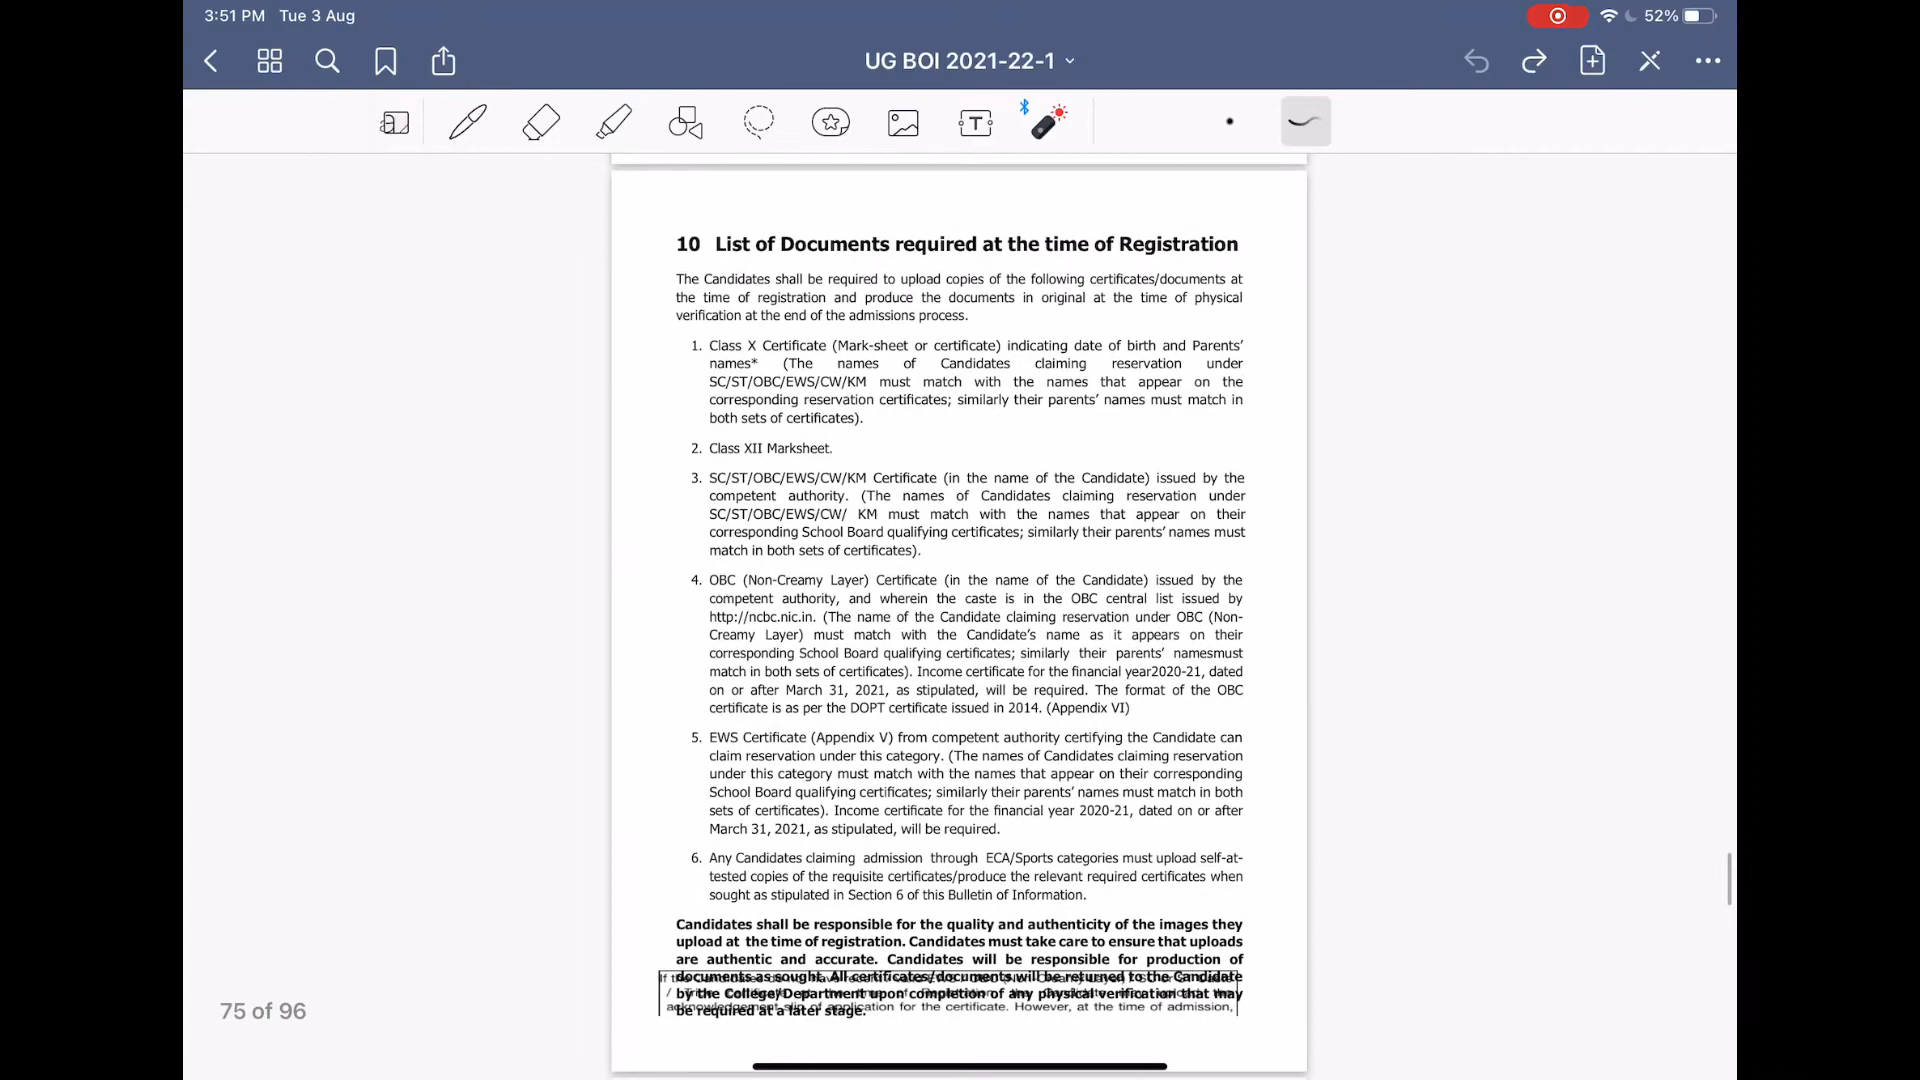 3:51 PM Tue 3 Aug
52%
UG BOI 2021-22-1
10 List of Documents required at the time of Registration
The Candidates shall be required to upload copies of the following certificates/documents at
the time of registration and produce the documents in original at the time of physical
verification at the end of the admissions process.
1. Class X Certificate (Mark-sheet or certificate) indicating date of birth and Parents’
names* (The names of Candidates claiming reservation under
SC/ST/OBC/EWS/CW/KM must match with the names that appear on the
corresponding reservation certificates; similarly their parents’ names must match in
both sets of certificates).
2. Class XII Marksheet.
3. SC/ST/OBC/EWS/CW/KM Certificate (in the name of the Candidate) issued by the
competent authority. (The names of Candidates claiming reservation under
SC/ST/OBC/EWS/CW/ KM must match with the names that appear on their
corresponding School Board qualifying certificates; similarly their parents’ names must
match in both sets of certificates).
4. OBC (Non-Creamy Layer) Certificate (in the name of the Candidate) issued by the
competent authority, and wherein the caste is in the OBC central list issued by
http://ncbc.nic.in. (The name of the Candidate claiming reservation under OBC (Non-
Creamy Layer) must match with the Candidate’s name as it appears on their
corresponding School Board qualifying certificates; similarly their parents’ namesmust
match in both sets of certificates). Income certificate for the financial year2020-21, dated
on or after March 31, 2021, as stipulated, will be required. The format of the OBC
certificate is as per the DOPT certificate issued in 2014. (Appendix VI)
5. EWS Certificate (Appendix V) from competent authority certifying the Candidate can
claim reservation under this category. (The names of Candidates claiming reservation
under this category must match with the names that appear on their corresponding
School Board qualifying certificates; similarly their parents’ names must match in both
sets of certificates). Income certificate for the financial year 2020-21, dated on or after
March 31, 2021, as stipulated, will be required.
6. Any Candidates claiming admission through ECA/Sports categories must upload self-at-
tested copies of the requisite certificates/produce the relevant required certificates when
sought as stipulated in Section 6 of this Bulletin of Information.
Candidates shall be responsible for the quality and authenticity of the images they
upload at the time of registration. Candidates must take care to ensure that uploads
are authentic and accurate. Candidates will be responsible for production of
documents as sought. All certificates/documents will be returned to the Candidate
by the College/Department upon completion of any physical verification that may
be required at a later stage.
acknowledgement slip of application for the certificate. However, at the time of admission,
75 of 96